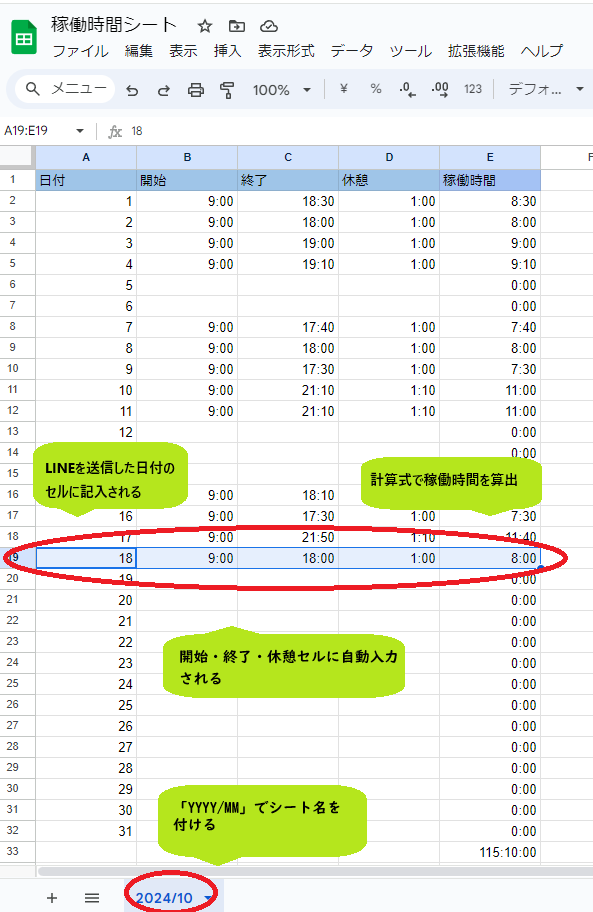 稼働時間シート
ファイル 編集 表示 挿入 表示形式 データ ツール 拡張機能 ヘルプ
メニュー 100% ¥ % .0 .00 123 デフォ...
A19:E19 fx 18
A B C D E F
1 日付 開始 終了 休憩 稼働時間
2 1 9:00 18:30 1:00 8:30
3 2 9:00 18:00 1:00 8:00
4 3 9:00 19:00 1:00 9:00
5 4 9:00 19:10 1:00 9:10
6 5 0:00
7 6 0:00
8 7 9:00 17:40 1:00 7:40
9 8 9:00 18:00 1:00 8:00
10 9 9:00 17:30 1:00 7:30
11 10 9:00 21:10 1:10 11:00
12 11 9:00 21:10 1:10 11:00
13 12 0:00
14 0:00
LINEを送信した日付の
セルに記入される
計算式で稼働時間を算出
15
16 9:00 18:10
17 16 9:00 17:30 1:00 7:30
18 17 9:00 21:50 1:10 11:40
19 18 9:00 18:00 1:00 8:00
20 19 0:00
21 20 0:00
22 21 0:00
23 22 0:00
24 23 0:00
25 24 0:00
開始・終了・休憩セルに自動入力
される
26 25 0:00
27 26 0:00
28 27 0:00
29 28 0:00
30 29 0:00
31 30 0:00
32 31 0:00
33 115:10:00
「YYYY/MM」でシート名を
付ける
2024/10